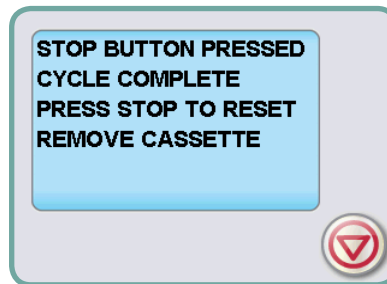 STOP BUTTON PRESSED
CYCLE COMPLETE
PRESS STOP TO RESET
REMOVE CASSETTE